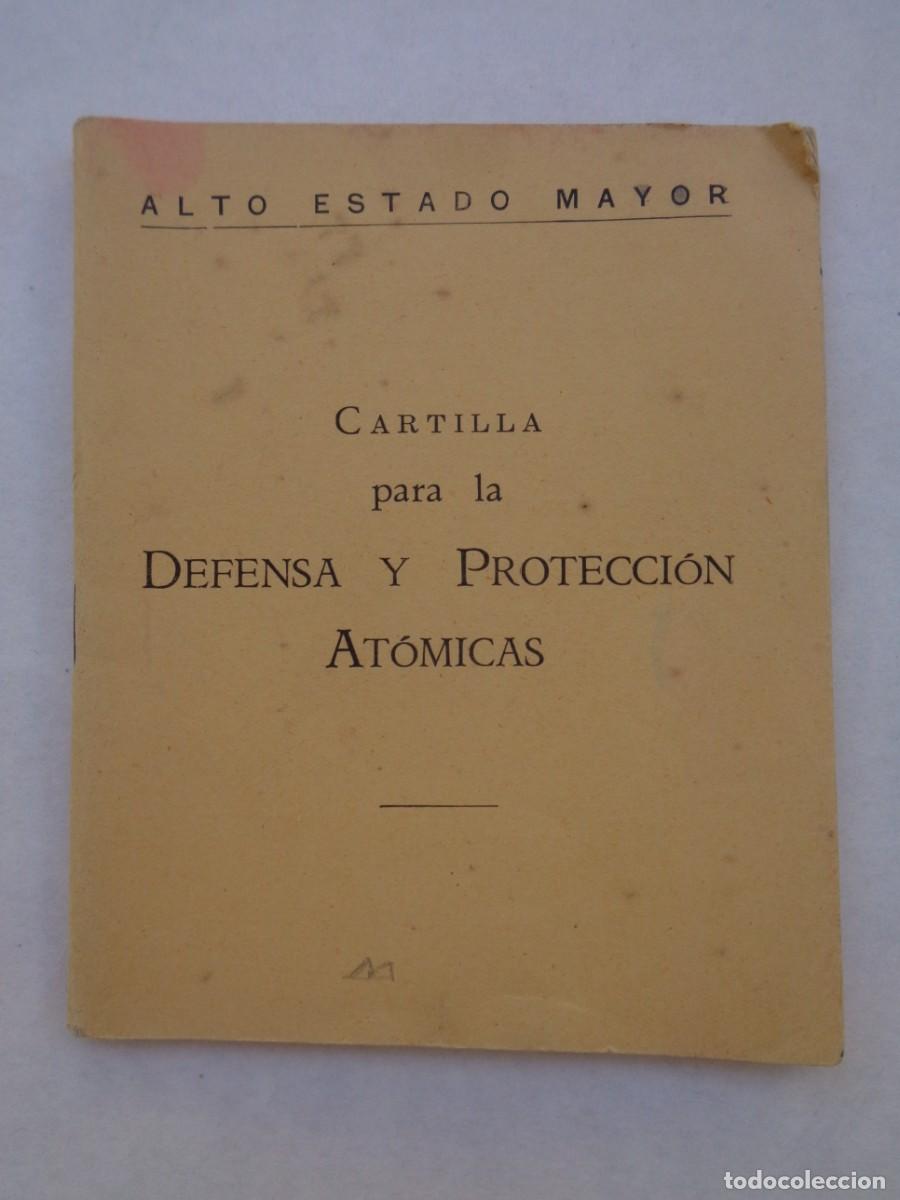 ALTO ESTADO MAYOR
CARTILLA
para la
DEFENSA Y PROTECCIÓN
ATÓMICAS
todocoleccion